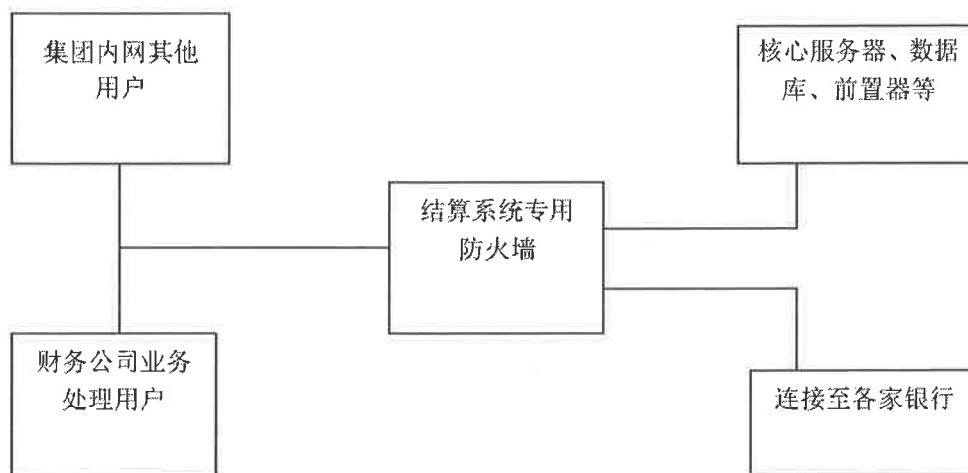 集团内网其他
用户
核心服务器、数据
库、前置器等
结算系统专用
防火墙
财务公司业务
处理用户
连接至各家银行